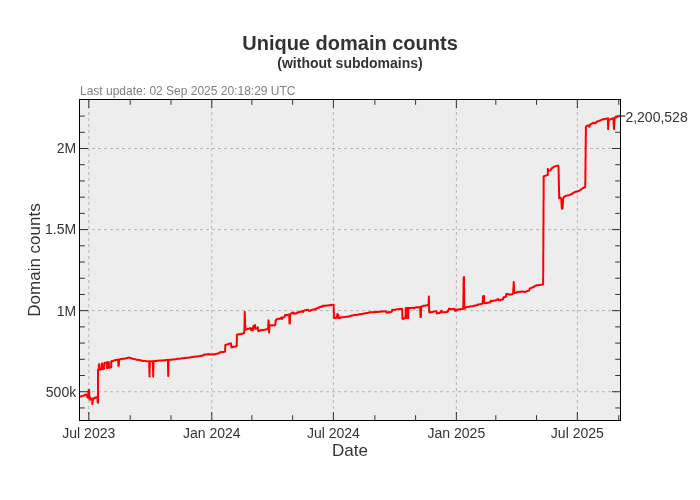 Unique domain counts
(without subdomains)
Last update: 02 Sep 2025 20:18:29 UTC
2,200,528
2M
1.5M
1M
500k
Domain counts
Jul 2023 Jan 2024 Jul 2024 Jan 2025 Jul 2025
Date